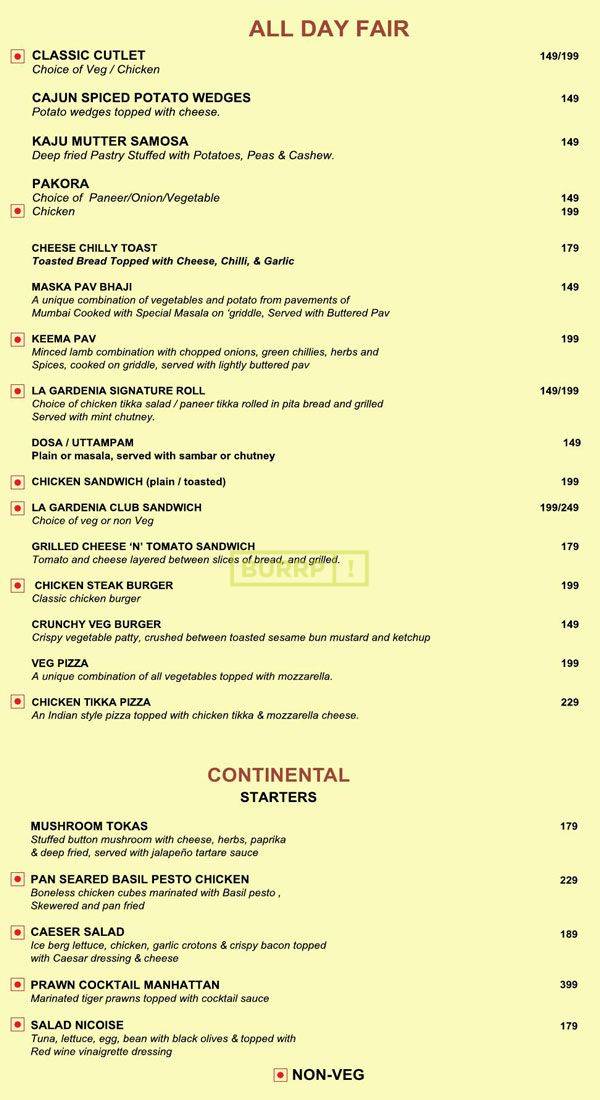 ALL DAY FAIR
CLASSIC CUTLET 149/199
Choice of Veg / Chicken
CAJUN SPICED POTATO WEDGES 149
Potato wedges topped with cheese.
KAJU MUTTER SAMOSA 149
Deep fried Pastry Stuffed with Potatoes, Peas & Cashew.
PAKORA
Choice of Paneer/Onion/Vegetable 149
Chicken 199
CHEESE CHILLY TOAST 179
Toasted Bread Topped with Cheese, Chilli, & Garlic
MASKA PAV BHAJI 149
A unique combination of vegetables and potato from pavements of
Mumbai Cooked with Special Masala on ‘griddle, Served with Buttered Pav
KEEMA PAV 199
Minced lamb combination with chopped onions, green chillies, herbs and
Spices, cooked on griddle, served with lightly buttered pav
LA GARDENIA SIGNATURE ROLL 149/199
Choice of chicken tikka salad / paneer tikka rolled in pita bread and grilled
Served with mint chutney.
DOSA / UTTAMPAM 149
Plain or masala, served with sambar or chutney
CHICKEN SANDWICH (plain / toasted) 199
LA GARDENIA CLUB SANDWICH 199/249
Choice of veg or non Veg
GRILLED CHEESE ‘N’ TOMATO SANDWICH 179
Tomato and cheese layered between slices of bread, and grilled.
BURRP !
CHICKEN STEAK BURGER 199
Classic chicken burger
CRUNCHY VEG BURGER 149
Crispy vegetable patty, crushed between toasted sesame bun mustard and ketchup
VEG PIZZA 199
A unique combination of all vegetables topped with mozzarella.
CHICKEN TIKKA PIZZA 229
An Indian style pizza topped with chicken tikka & mozzarella cheese.
CONTINENTAL
STARTERS
MUSHROOM TOKAS 179
Stuffed button mushroom with cheese, herbs, paprika
& deep fried, served with jalapeño tartare sauce
PAN SEARED BASIL PESTO CHICKEN 229
Boneless chicken cubes marinated with Basil pesto ,
Skewered and pan fried
CAESER SALAD 189
Ice berg lettuce, chicken, garlic crotons & crispy bacon topped
with Caesar dressing & cheese
PRAWN COCKTAIL MANHATTAN 399
Marinated tiger prawns topped with cocktail sauce
SALAD NICOISE 179
Tuna, lettuce, egg, bean with black olives & topped with
Red wine vinaigrette dressing
NON-VEG